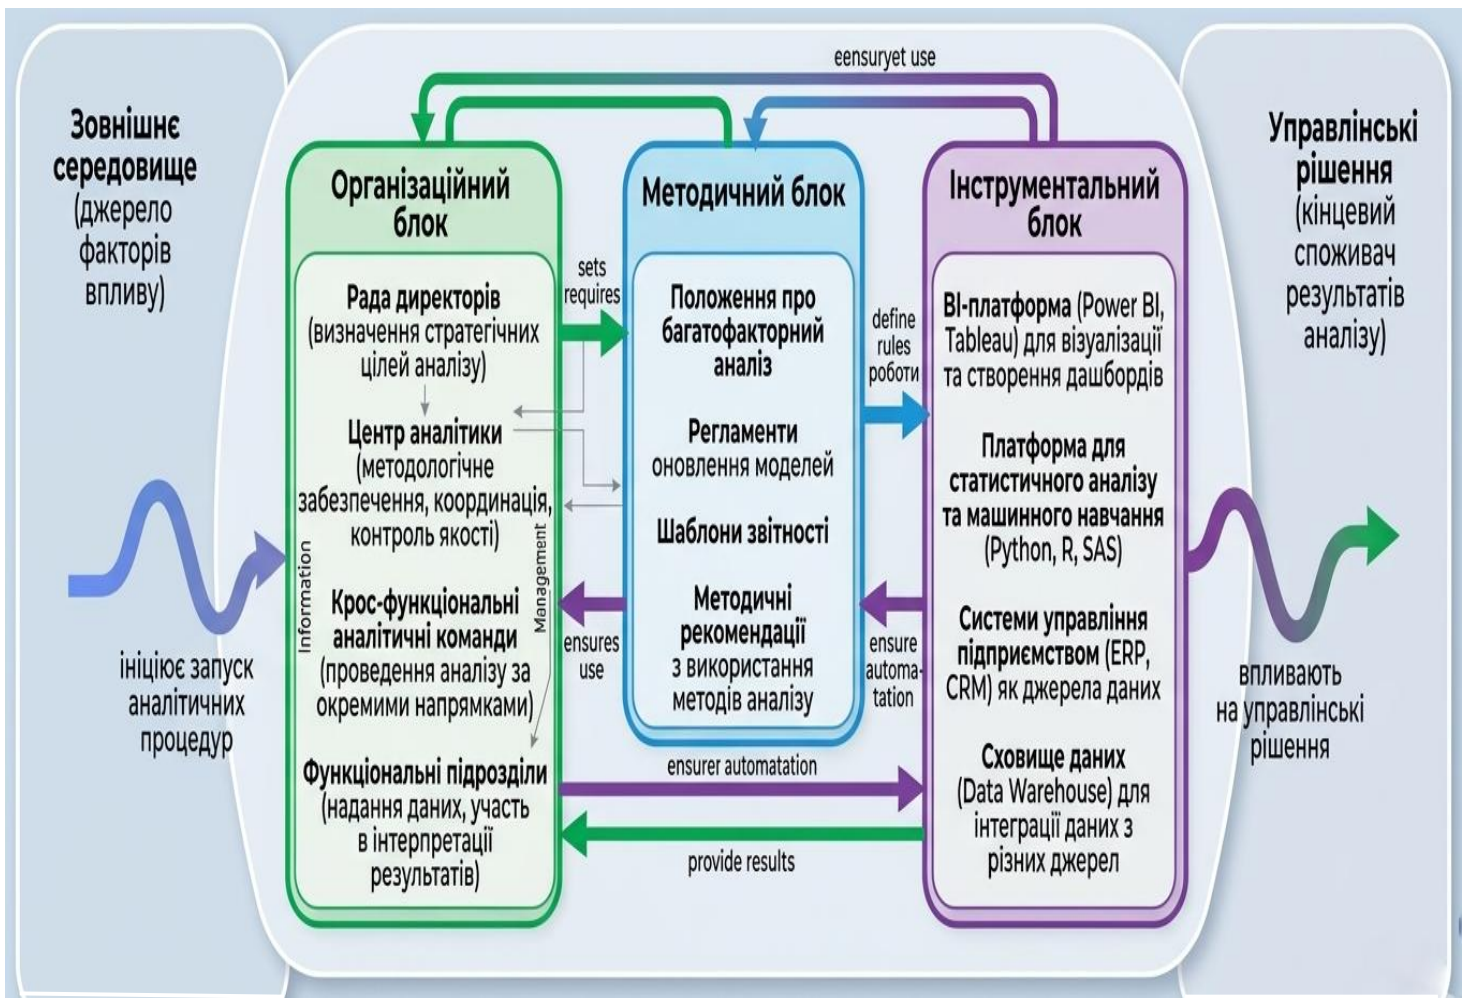 eensuryet use
Зовнішнє
середовище
(джерело
факторів
впливу)
ініціює запуск
аналітичних
процедур
Організаційний
блок
Рада директорів
(визначення стратегічних
цілей аналізу)
Центр аналітики
(методологічне
забезпечення, координація,
контроль якості)
Information
Management
Крос-функціональні
аналітичні команди
(проведення аналізу за
окремими напрямками)
Функціональні підрозділи
(надання даних, участь
в інтерпретації
результатів)
sets
requires
ensures
use
Методичний блок
Положення про
багатофакторний
аналіз
Регламенти
оновлення моделей
Шаблони звітності
Методичні
рекомендації
з використання
методів аналізу
define
rules
роботи
ensure
automa-
tation
ensurer automatation
provide results
Інструментальний
блок
BI-платформа (Power BI,
Tableau) для візуалізації
та створення дашбордів
Платформа для
статистичного аналізу
та машинного навчання
(Python, R, SAS)
Системи управління
підприємством (ERP,
CRM) як джерела даних
Сховище даних
(Data Warehouse) для
інтеграції даних з
різних джерел
Управлінські
рішення
(кінцевий
споживач
результатів
аналізу)
впливають
на управлінські
рішення